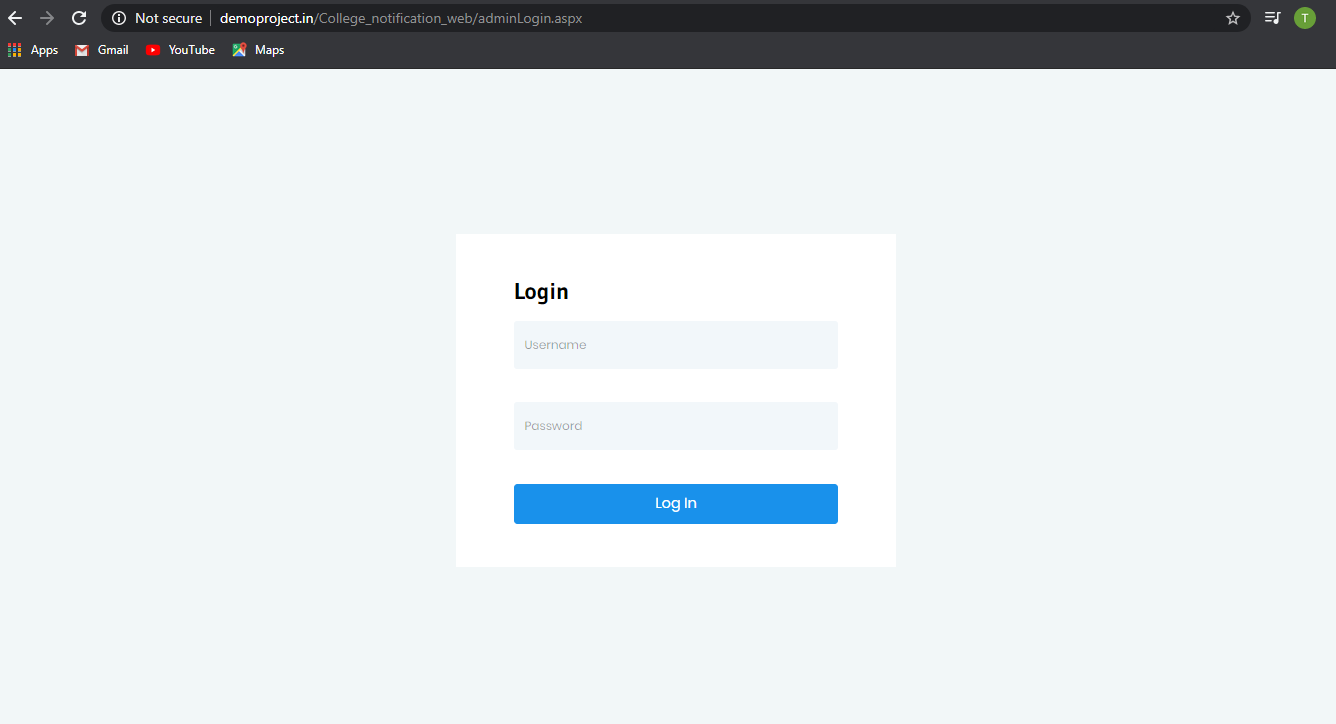 Not secure | demoproject.in/College_notification_web/adminLogin.aspx T
Apps Gmail YouTube Maps
Login
Username
Password
Log In